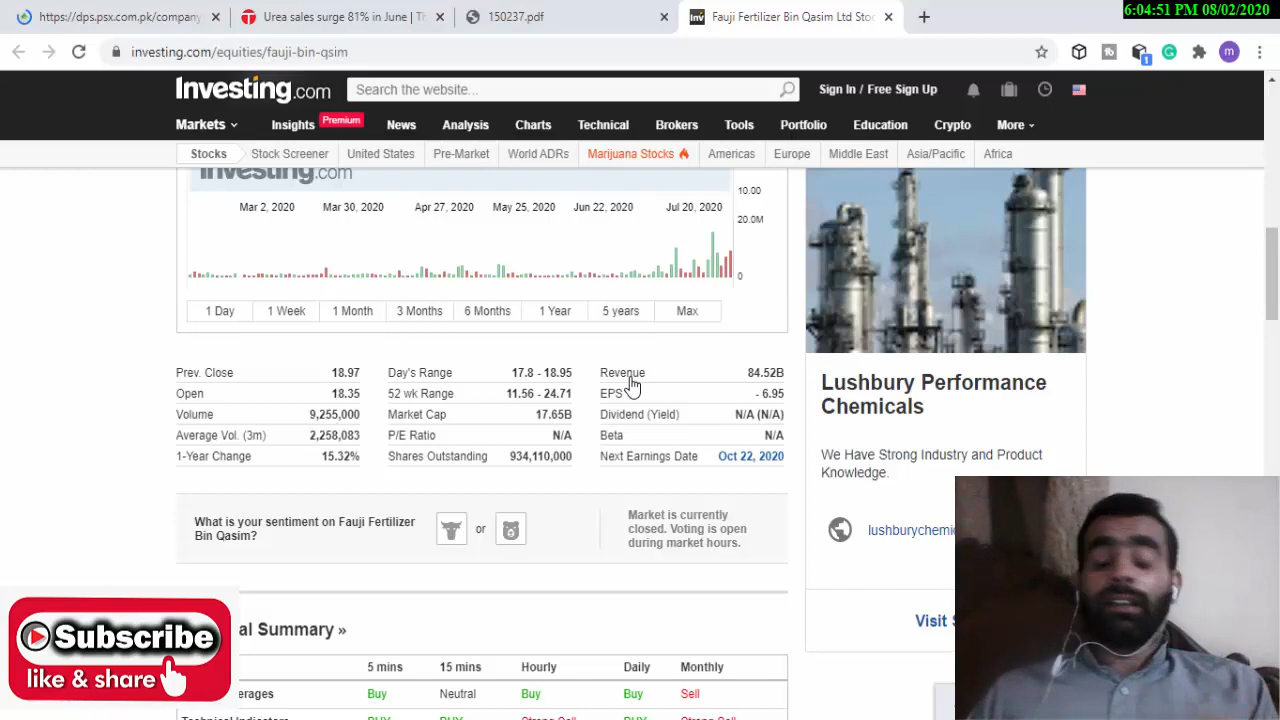 https://dps.psx.com.pk/company
Urea sales surge 81% in June | Th
150237.pdf
Fauji Fertilizer Bin Qasim Ltd Stoc
6:04:51 PM 08/02/2020
investing.com/equities/fauji-bin-qsim
1
m
Investing.com
Search the website...
Sign In / Free Sign Up
Markets
Insights
Premium
News
Analysis
Charts
Technical
Brokers
Tools
Portfolio
Education
Crypto
More
Stocks
Stock Screener
United States
Pre-Market
World ADRs
Marijuana Stocks
Americas
Europe
Middle East
Asia/Pacific
Africa
Investing.com
10.00
Mar 2, 2020
Mar 30, 2020
Apr 27, 2020
May 25, 2020
Jun 22, 2020
Jul 20, 2020
20.0M
0
1 Day
1 Week
1 Month
3 Months
6 Months
1 Year
5 years
Max
Prev. Close 18.97
Day's Range 17.8 - 18.95
Revenue 84.52B
Open 18.35
52 wk Range 11.56 - 24.71
EPS - 6.95
Volume 9,255,000
Market Cap 17.65B
Dividend (Yield) N/A (N/A)
Average Vol. (3m) 2,258,083
P/E Ratio N/A
Beta N/A
1-Year Change 15.32%
Shares Outstanding 934,110,000
Next Earnings Date Oct 22, 2020
What is your sentiment on Fauji Fertilizer
Bin Qasim?
or
Market is currently
closed. Voting is open
during market hours.
Lushbury Performance
Chemicals
We Have Strong Industry and Product
Knowledge.
lushburychemic
Visit S
Summary »
5 mins
15 mins
Hourly
Daily
Monthly
Buy
Neutral
Buy
Buy
Sell
Subscribe
like & share